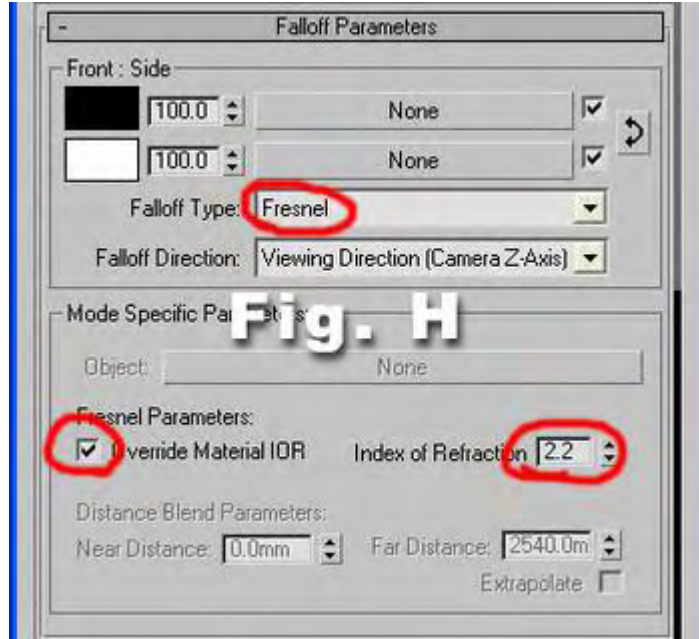 - Falloff Parameters
Front : Side
100.0 None
100.0 None
Falloff Type: Fresnel
Falloff Direction: Viewing Direction (Camera Z-Axis)
Mode Specific Parameters:
Fig. H
Object: None
Fresnel Parameters:
Override Material IOR Index of Refraction 2.2
Distance Blend Parameters:
Near Distance: 0.0mm Far Distance: 2540.0m
Extrapolate